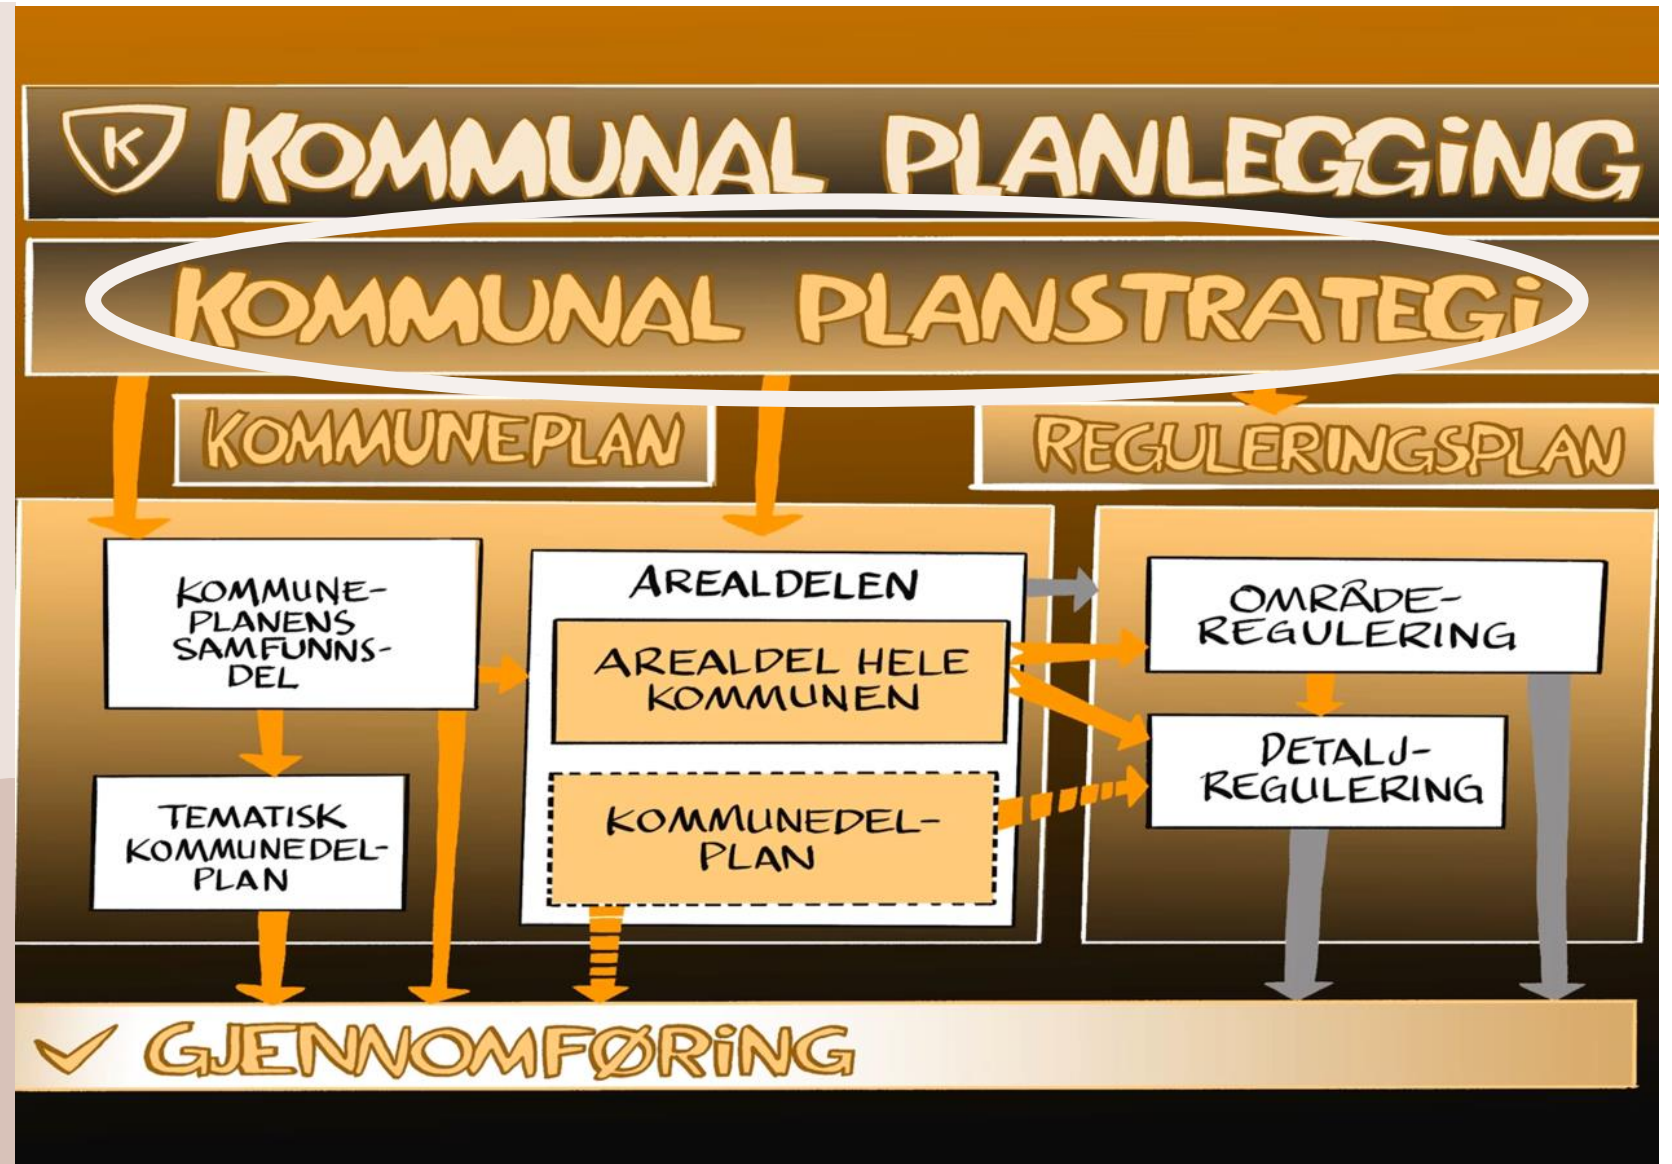 K KOMMUNAL PLANLEGGING
KOMMUNAL PLANSTRATEGI
KOMMUNEPLAN
REGULERINGSPLAN
KOMMUNE-
PLANENS
SAMFUNNS-
DEL
TEMATISK
KOMMUNEDEL-
PLAN
AREALDELEN
AREALDEL HELE
KOMMUNEN
KOMMUNEDEL-
PLAN
OMRÅDE-
REGULERING
DETALJ-
REGULERING
GJENNOMFØRING